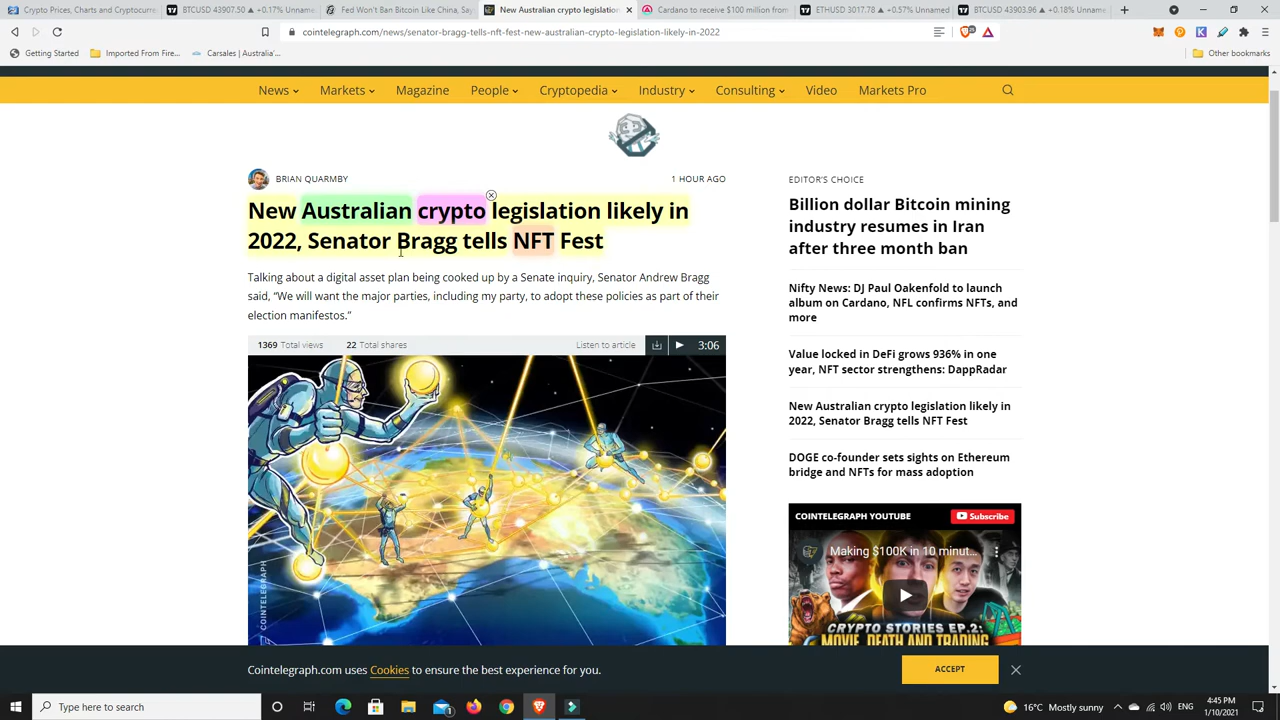 Crypto Prices, Charts and Cryptocurre
BTCUSD 43907.50 ▲ +0.17% Unname
Fed Won't Ban Bitcoin Like China, Say
New Australian crypto legislation
Cardano to receive $100 million from
ETHUSD 3017.78 ▲ +0.57% Unnamed
BTCUSD 43903.96 ▲ +0.18% Unname
cointelegraph.com/news/senator-bragg-tells-nft-fest-new-australian-crypto-legislation-likely-in-2022
Getting Started
Imported From Fire...
Carsales | Australia'...
Other bookmarks
News
Markets
Magazine
People
Cryptopedia
Industry
Consulting
Video
Markets Pro
BRIAN QUARMBY
1 HOUR AGO
New Australian crypto legislation likely in
2022, Senator Bragg tells NFT Fest
Talking about a digital asset plan being cooked up by a Senate inquiry, Senator Andrew Bragg
said, “We will want the major parties, including my party, to adopt these policies as part of their
election manifestos.”
1369 Total views
22 Total shares
Listen to article
3:06
COINTELEGRAPH
EDITOR'S CHOICE
Billion dollar Bitcoin mining
industry resumes in Iran
after three month ban
Nifty News: DJ Paul Oakenfold to launch
album on Cardano, NFL confirms NFTs, and
more
Value locked in DeFi grows 936% in one
year, NFT sector strengthens: DappRadar
New Australian crypto legislation likely in
2022, Senator Bragg tells NFT Fest
DOGE co-founder sets sights on Ethereum
bridge and NFTs for mass adoption
COINTELEGRAPH YOUTUBE
Subscribe
Making $100K in 10 minut...
CRYPTO STORIES EP.2:
MOVIE, DEATH AND TRADING
Cointelegraph.com uses Cookies to ensure the best experience for you.
ACCEPT
Type here to search
16°C Mostly sunny
ENG
4:45 PM
1/10/2021